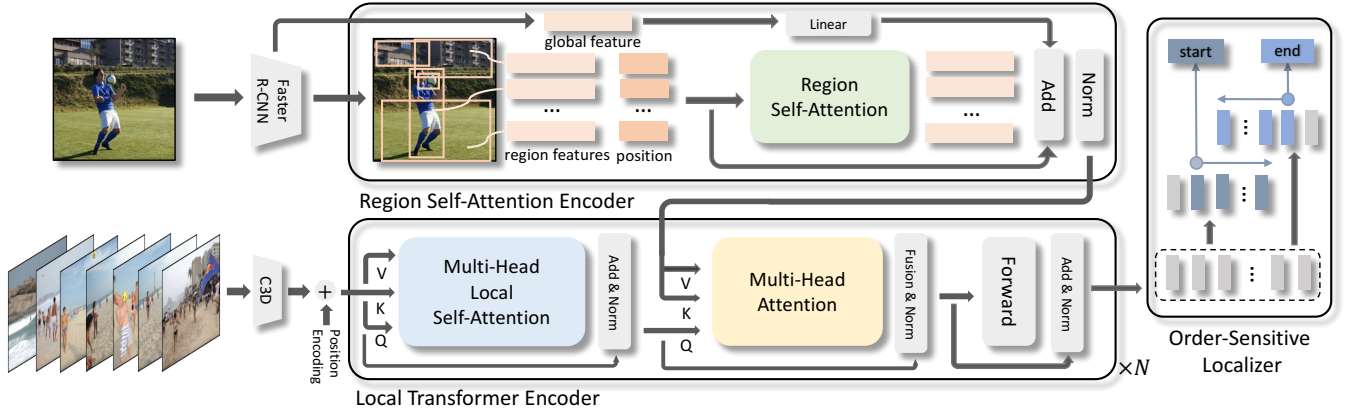 global feature
Linear
Faster
R-CNN
region features
position
...
...
...
Region
Self-Attention
Add
Norm
Region Self-Attention Encoder
start
end
...
...
...
Order-Sensitive
Localizer
C3D
+
Position
Encoding
V
K
Q
Multi-Head
Local
Self-Attention
Add & Norm
V
K
Q
Multi-Head
Attention
Fusion & Norm
Forward
Add & Norm
×N
Local Transformer Encoder